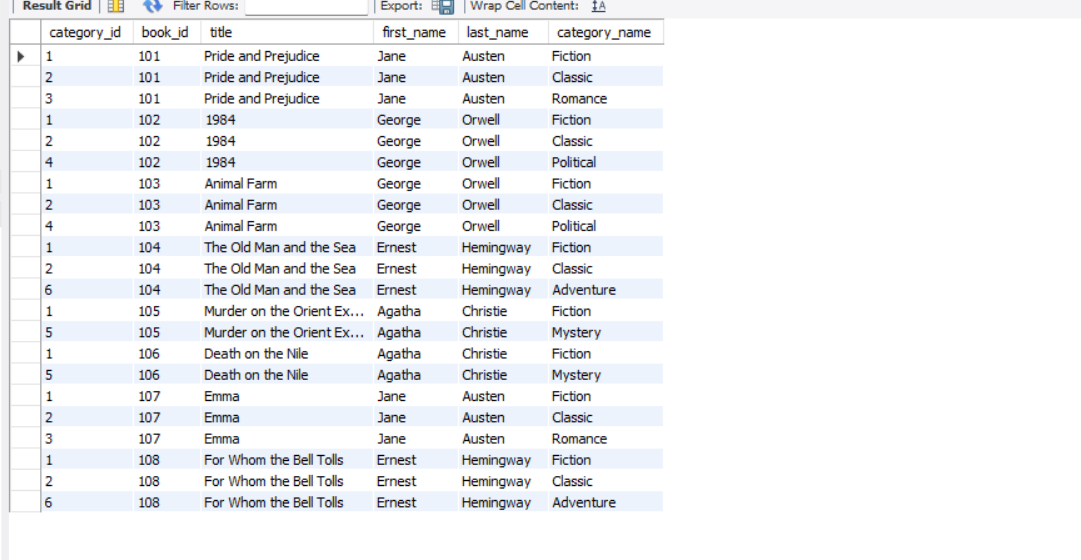 Result Grid Filter Rows: Export: Wrap Cell Content: IA
category_id book_id title first_name last_name category_name
1 101 Pride and Prejudice Jane Austen Fiction
2 101 Pride and Prejudice Jane Austen Classic
3 101 Pride and Prejudice Jane Austen Romance
1 102 1984 George Orwell Fiction
2 102 1984 George Orwell Classic
4 102 1984 George Orwell Political
1 103 Animal Farm George Orwell Fiction
2 103 Animal Farm George Orwell Classic
4 103 Animal Farm George Orwell Political
1 104 The Old Man and the Sea Ernest Hemingway Fiction
2 104 The Old Man and the Sea Ernest Hemingway Classic
6 104 The Old Man and the Sea Ernest Hemingway Adventure
1 105 Murder on the Orient Ex... Agatha Christie Fiction
5 105 Murder on the Orient Ex... Agatha Christie Mystery
1 106 Death on the Nile Agatha Christie Fiction
5 106 Death on the Nile Agatha Christie Mystery
1 107 Emma Jane Austen Fiction
2 107 Emma Jane Austen Classic
3 107 Emma Jane Austen Romance
1 108 For Whom the Bell Tolls Ernest Hemingway Fiction
2 108 For Whom the Bell Tolls Ernest Hemingway Classic
6 108 For Whom the Bell Tolls Ernest Hemingway Adventure